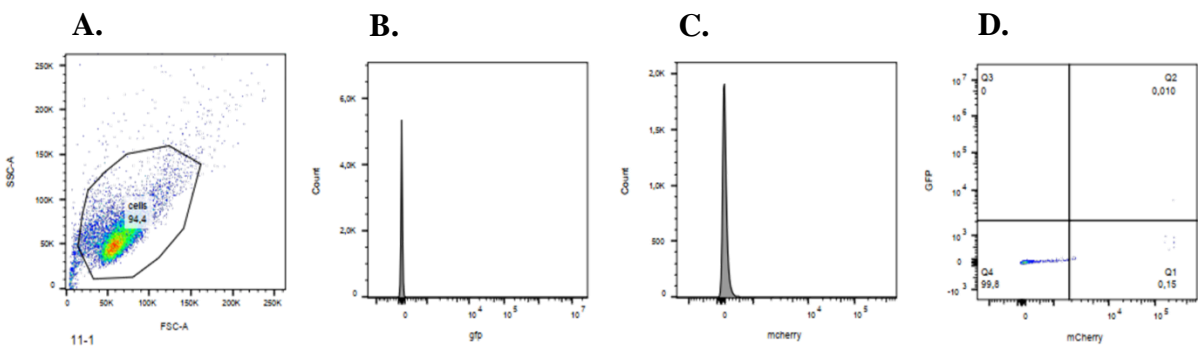 A.
250K
200K
150K
100K
50K
0
SSC-A
cells
94,4
0 50K 100K 150K 200K 250K
FSC-A
11-1
B.
6,0K
4,0K
2,0K
0
Count
0 10^4 10^5 10^7
gfp
C.
2,0K
1,5K
1,0K
500
0
Count
0 10^4 10^5
mcherry
D.
Q3
0
Q2
0,010
10^7
10^6
10^5
10^4
10^3
0
-10^3
GFP
Q4
99,8
Q1
0,15
0 10^4 10^5
mCherry